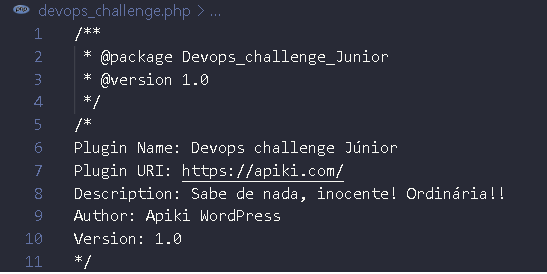 php devops_challenge.php > ...
1 /**
2 * @package Devops_challenge_Junior
3 * @version 1.0
4 */
5 /*
6 Plugin Name: Devops challenge Júnior
7 Plugin URI: https://apiki.com/
8 Description: Sabe de nada, inocente! Ordinária!!
9 Author: Apiki WordPress
10 Version: 1.0
11 */